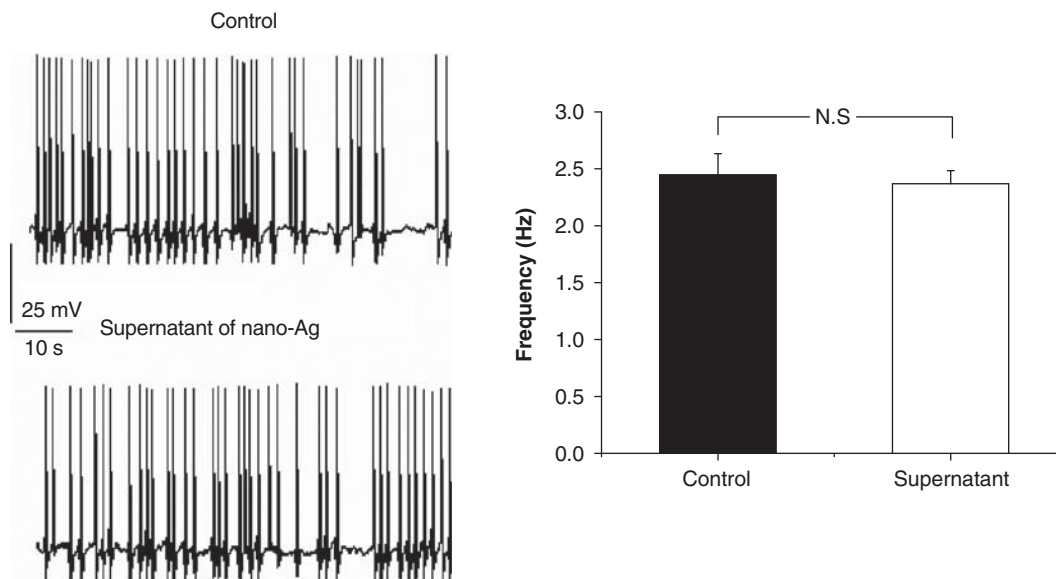 Control
25 mV
10 s
Supernatant of nano-Ag
Frequency (Hz)
3.0
2.5
2.0
1.5
1.0
0.5
0.0
N.S
Control
Supernatant